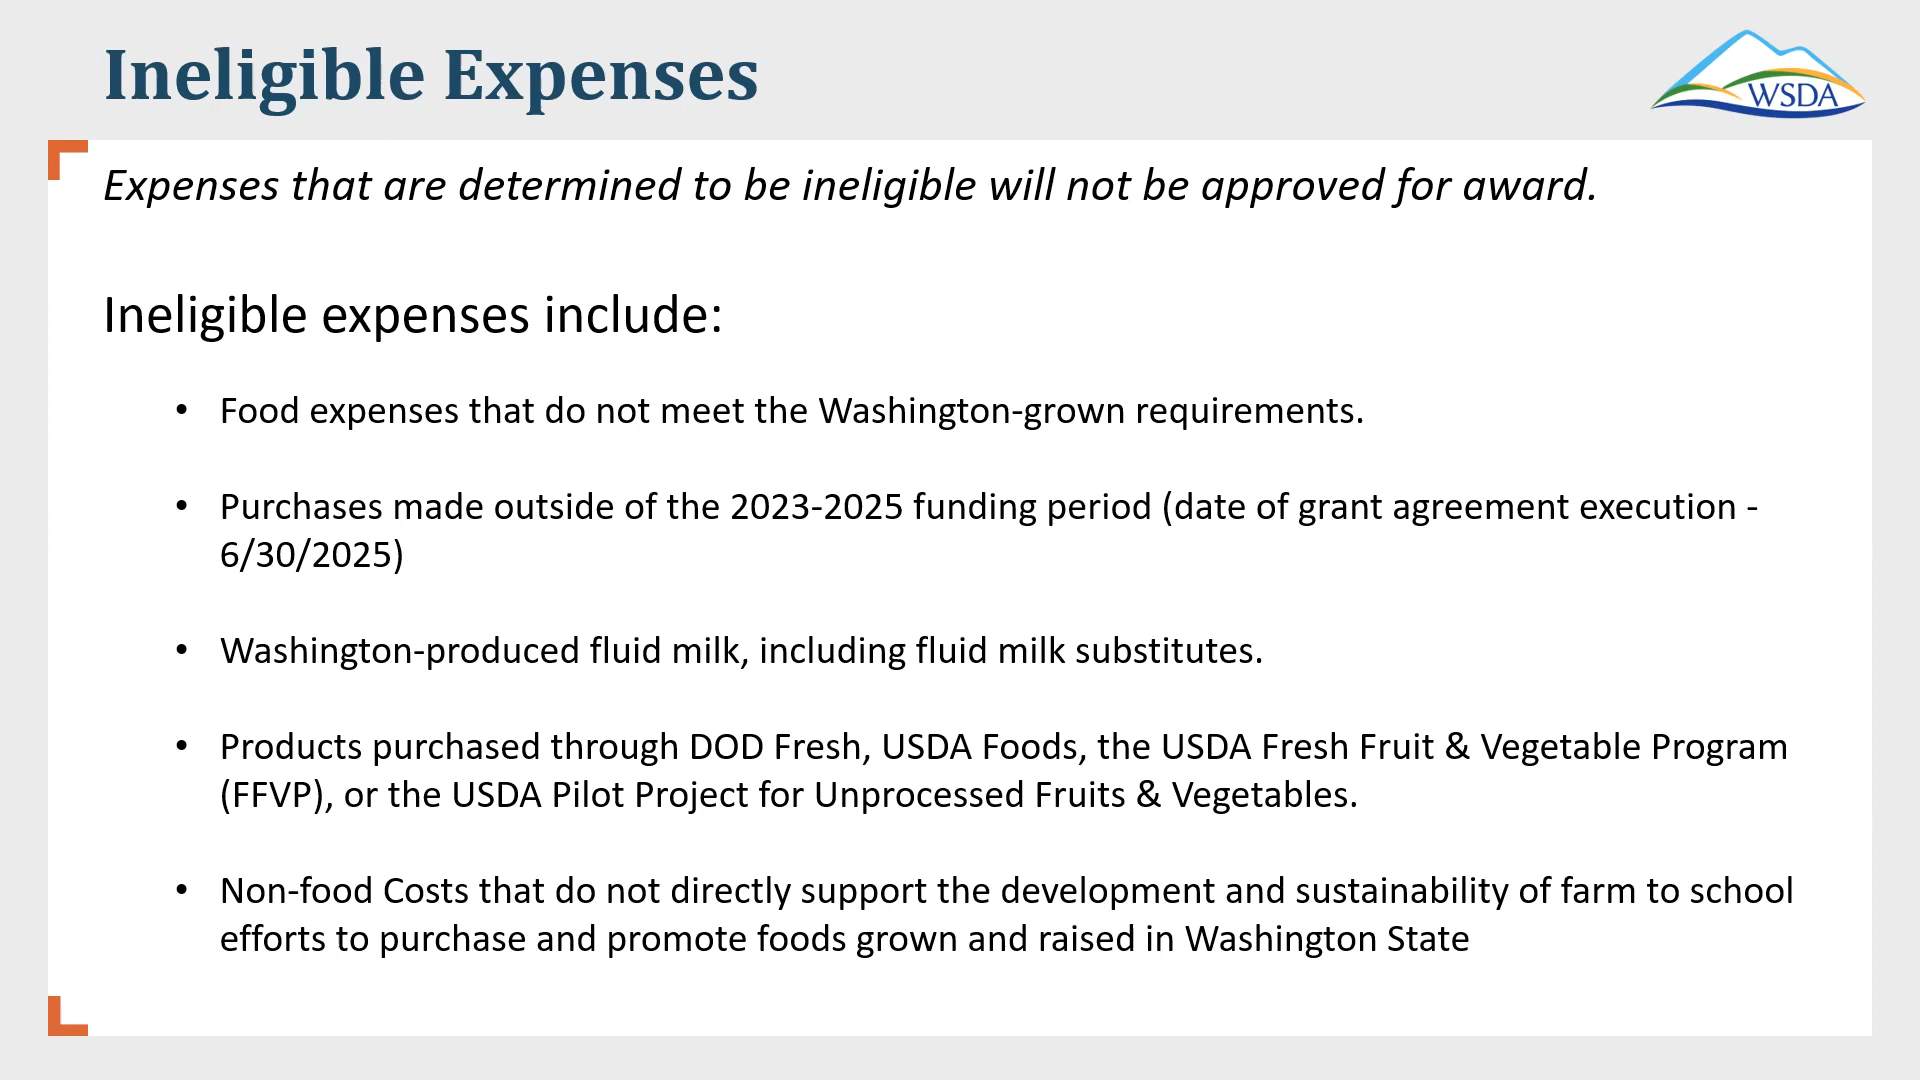 Ineligible Expenses
WSDA
Expenses that are determined to be ineligible will not be approved for award.
Ineligible expenses include:
• Food expenses that do not meet the Washington-grown requirements.
• Purchases made outside of the 2023-2025 funding period (date of grant agreement execution -
6/30/2025)
• Washington-produced fluid milk, including fluid milk substitutes.
• Products purchased through DOD Fresh, USDA Foods, the USDA Fresh Fruit & Vegetable Program
(FFVP), or the USDA Pilot Project for Unprocessed Fruits & Vegetables.
• Non-food Costs that do not directly support the development and sustainability of farm to school
efforts to purchase and promote foods grown and raised in Washington State